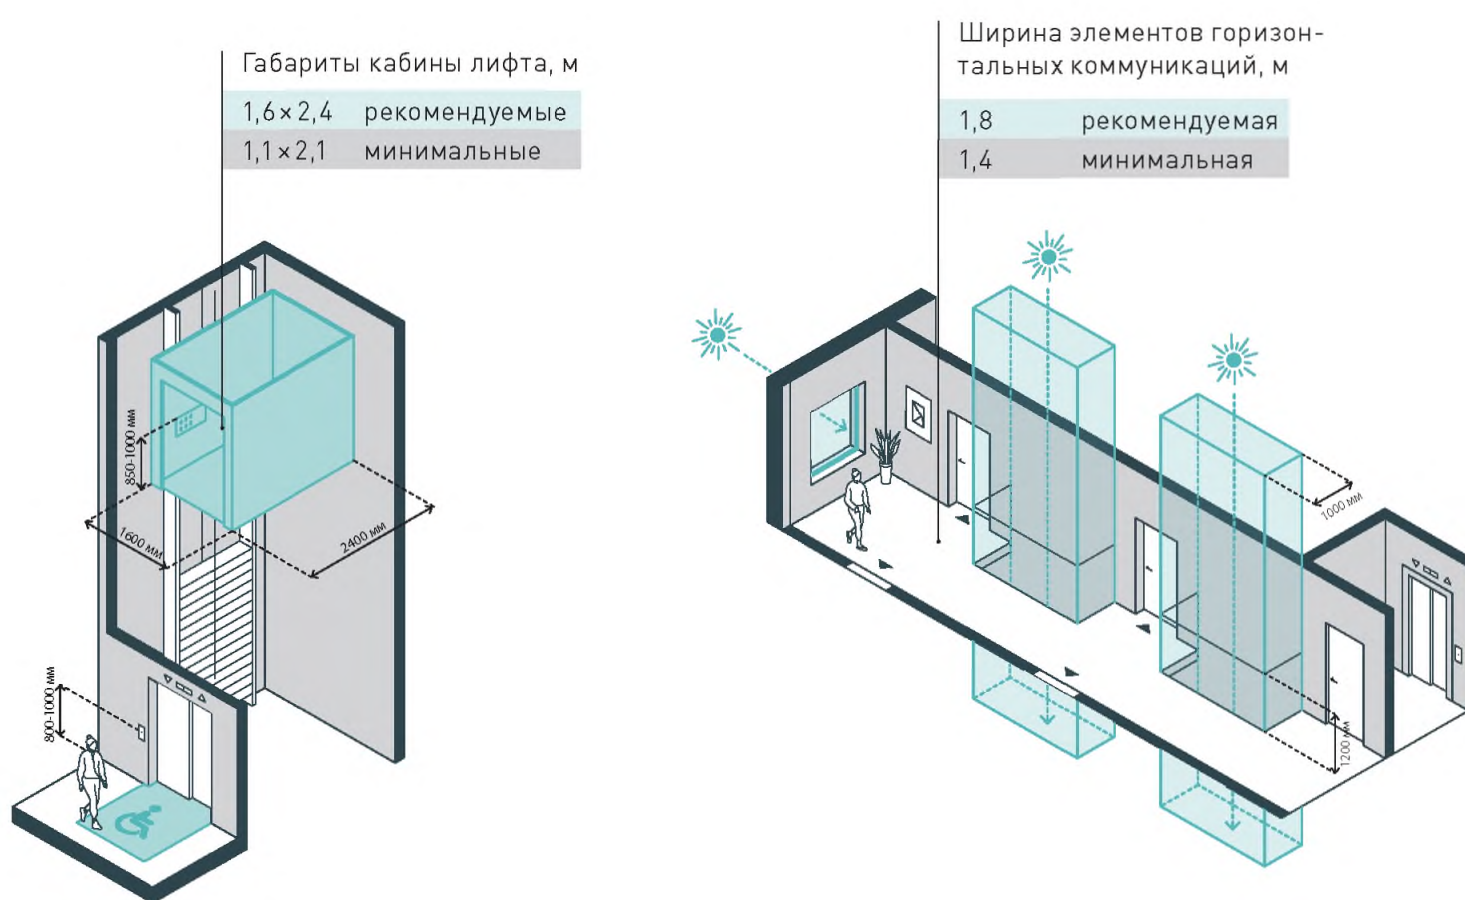 Габариты кабины лифта, м
1,6 × 2,4 рекомендуемые
1,1 × 2,1 минимальные
Ширина элементов горизон-
тальных коммуникаций, м
1,8 рекомендуемая
1,4 минимальная
850-1000 мм
1600 мм
2400 мм
800-1000 мм
1000 мм
1200 мм